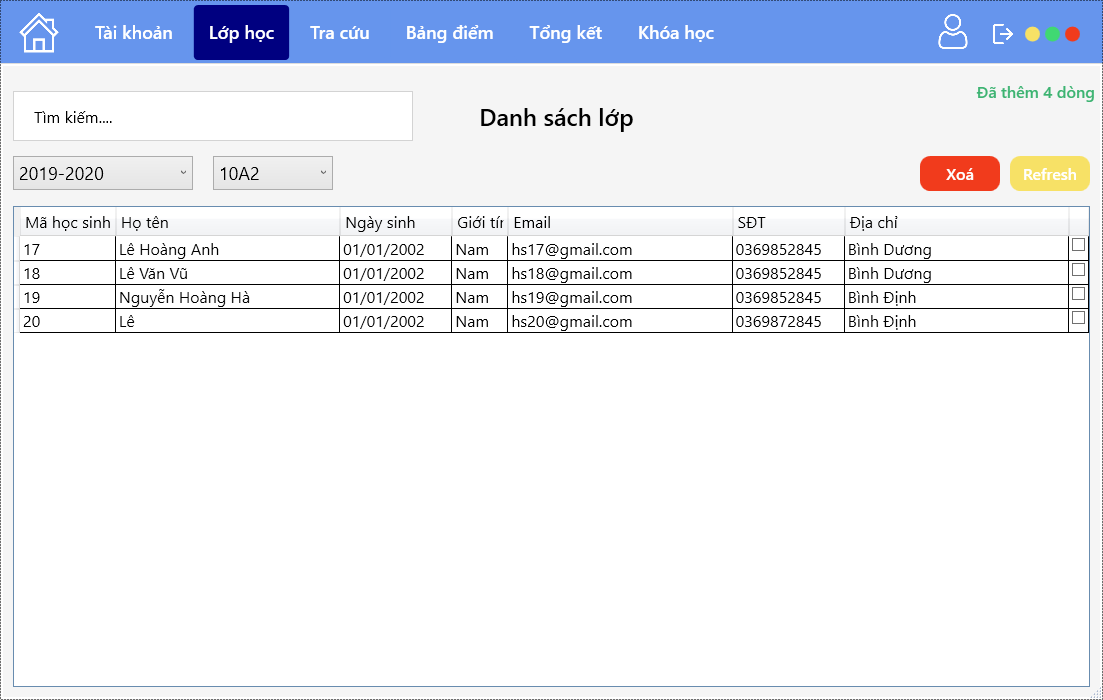 Tài khoản Lớp học Tra cứu Bảng điểm Tổng kết Khóa học
Đã thêm 4 dòng
Tìm kiếm....
Danh sách lớp
2019-2020 10A2 Xoá Refresh
Mã học sinh Họ tên Ngày sinh Giới tír Email SĐT Địa chỉ
17 Lê Hoàng Anh 01/01/2002 Nam hs17@gmail.com 0369852845 Bình Dương
18 Lê Văn Vũ 01/01/2002 Nam hs18@gmail.com 0369852845 Bình Dương
19 Nguyễn Hoàng Hà 01/01/2002 Nam hs19@gmail.com 0369852845 Bình Định
20 Lê 01/01/2002 Nam hs20@gmail.com 0369872845 Bình Định